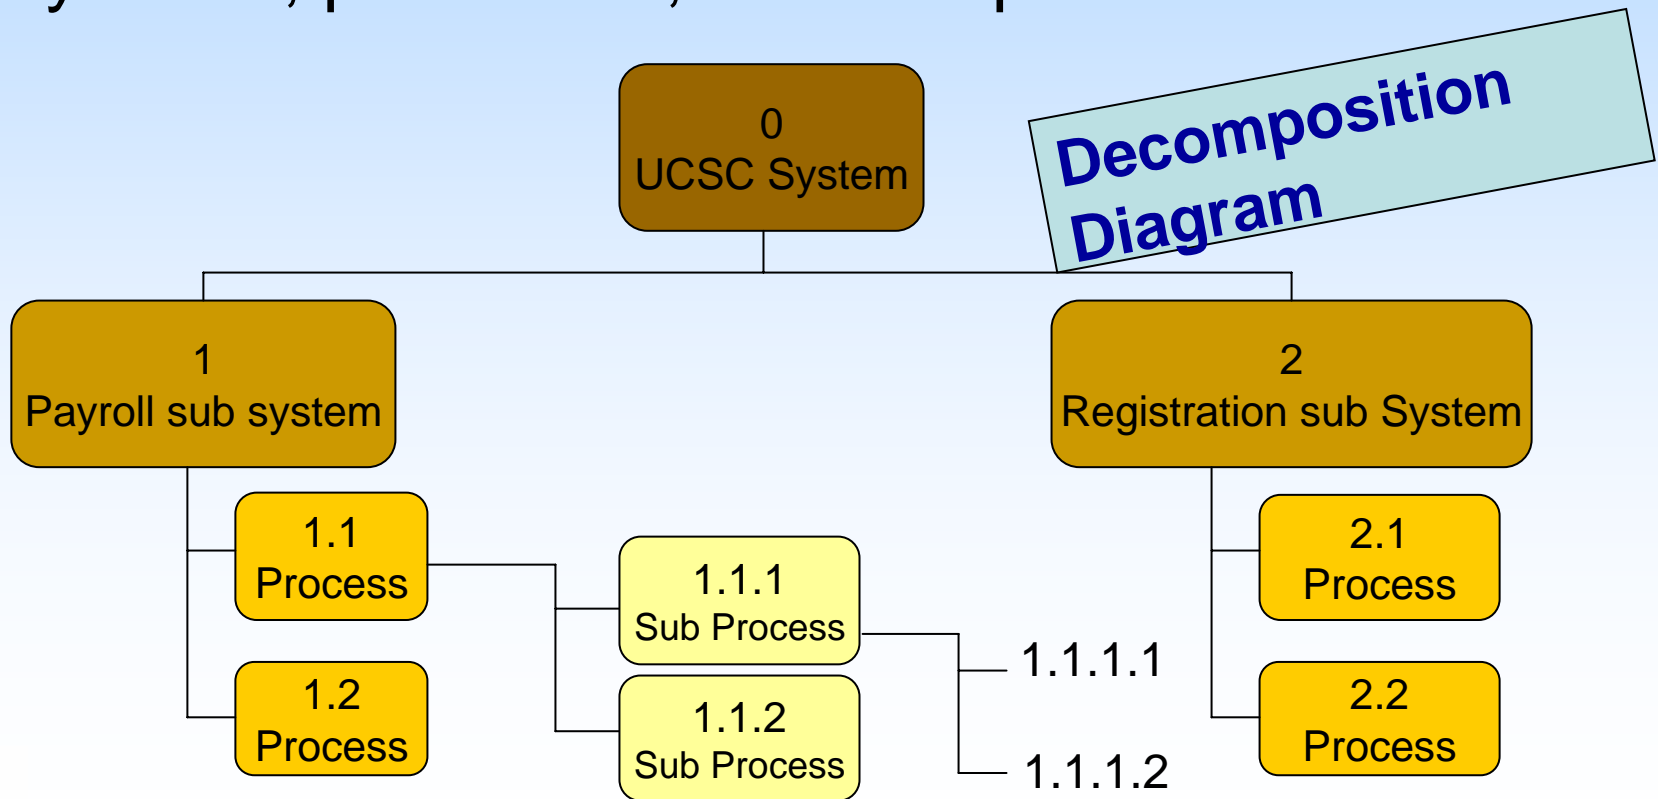 0
UCSC System
Decomposition
Diagram
1
Payroll sub system
2
Registration sub System
1.1
Process
1.1.1
Sub Process
2.1
Process
1.1.1.1
1.2
Process
1.1.2
Sub Process
2.2
Process
1.1.1.2